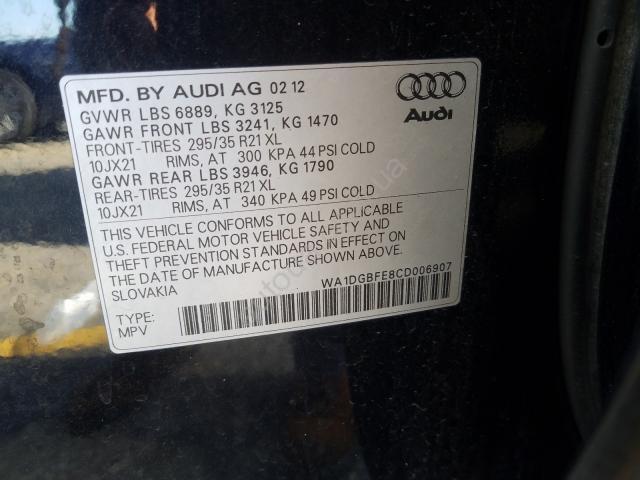 MFD. BY AUDI AG 02 12
GVWR LBS 6889, KG 3125
GAWR FRONT LBS 3241, KG 1470
FRONT-TIRES 295/35 R21 XL
10JX21 RIMS, AT 300 KPA 44 PSI COLD
GAWR REAR LBS 3946, KG 1790
REAR-TIRES 295/35 R21 XL
10JX21 RIMS, AT 340 KPA 49 PSI COLD
THIS VEHICLE CONFORMS TO ALL APPLICABLE
U.S. FEDERAL MOTOR VEHICLE SAFETY AND
THEFT PREVENTION STANDARDS IN EFFECT ON
THE DATE OF MANUFACTURE SHOWN ABOVE.
SLOVAKIA
WA1DGBFE8CD006907
TYPE:
MPV
Audi